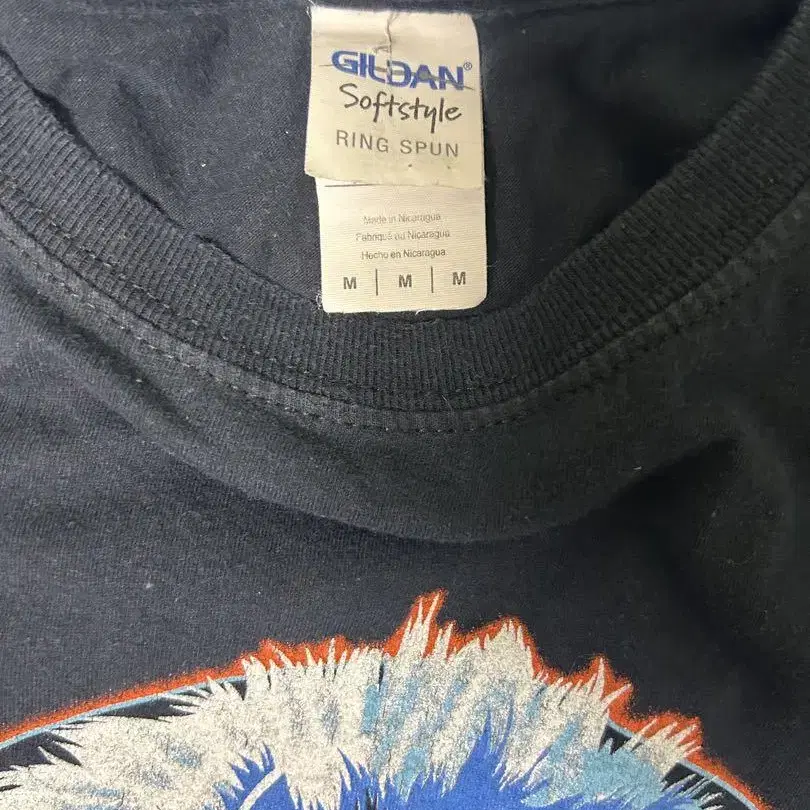 GILDAN®
Softstyle
RING SPUN
Made in Nicaragua
Fabriqué au Nicaragua
Hecho en Nicaragua
M | M | M